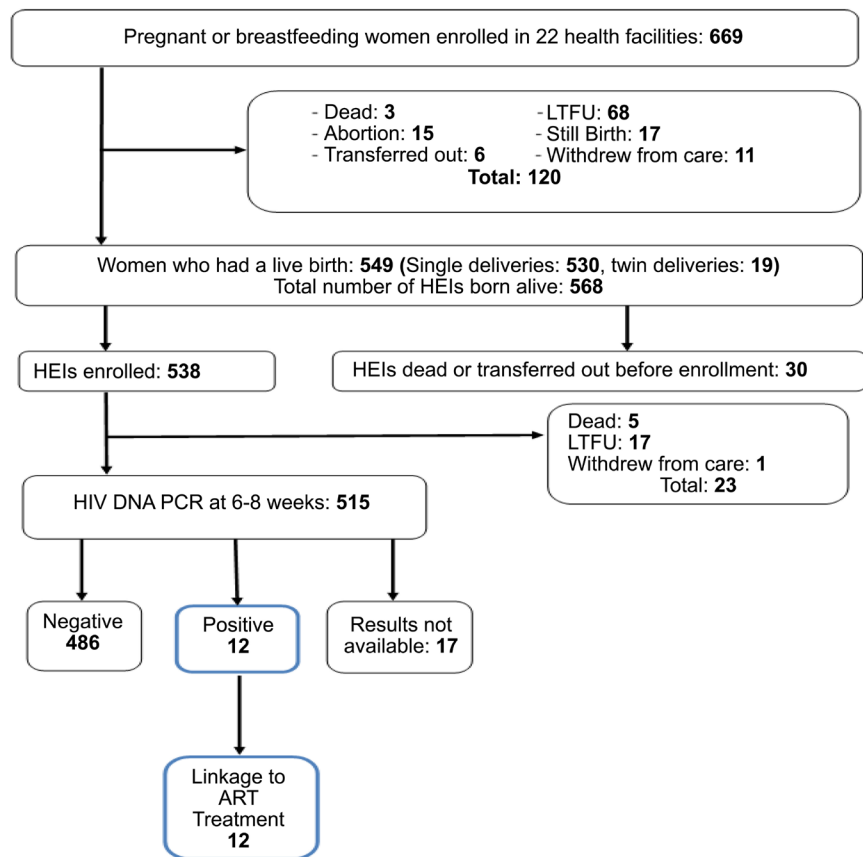 Pregnant or breastfeeding women enrolled in 22 health facilities: 669
- Dead: 3 - LTFU: 68
- Abortion: 15 - Still Birth: 17
- Transferred out: 6 - Withdrew from care: 11
Total: 120
Women who had a live birth: 549 (Single deliveries: 530, twin deliveries: 19)
Total number of HEIs born alive: 568
HEIs enrolled: 538
HEIs dead or transferred out before enrollment: 30
Dead: 5
LTFU: 17
Withdrew from care: 1
Total: 23
HIV DNA PCR at 6-8 weeks: 515
Negative
486
Positive
12
Results not
available: 17
Linkage to
ART
Treatment
12